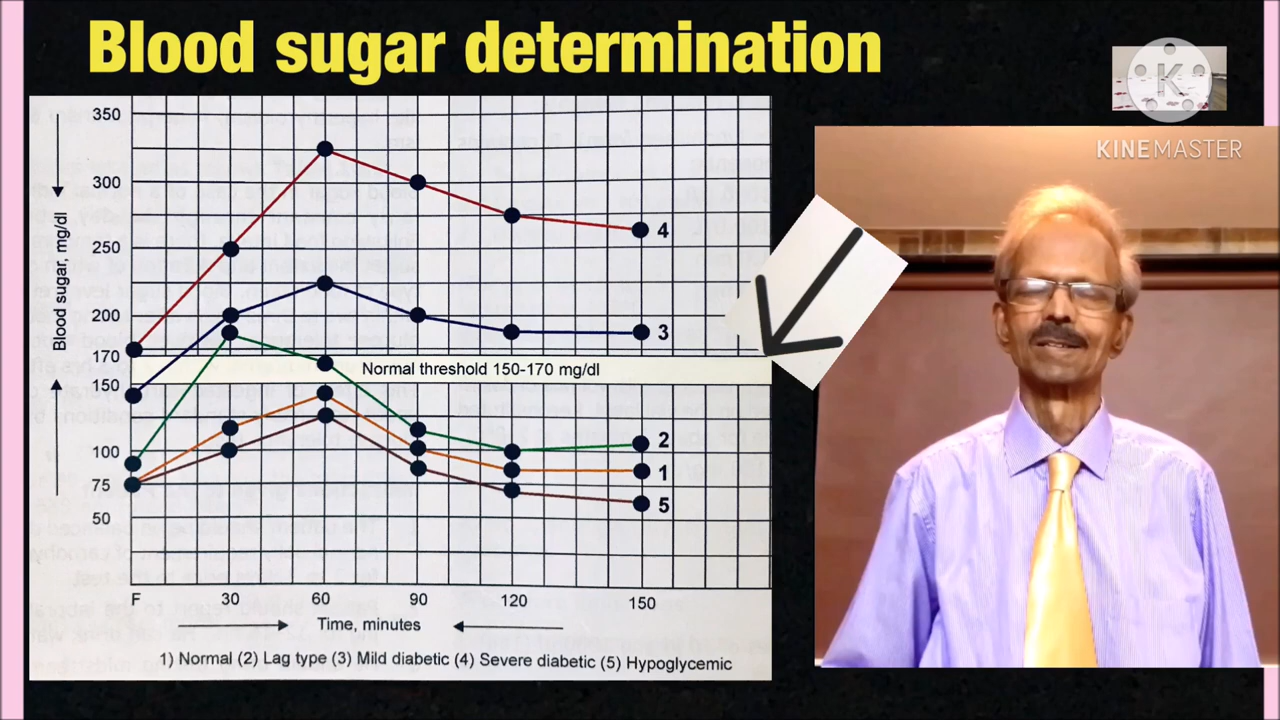 Blood sugar determination
K
KINEMASTER
350
300
250
200
170
150
100
75
50
Blood sugar, mg/dl
4
3
Normal threshold 150-170 mg/dl
2
1
5
F 30 60 90 120 150
Time, minutes
1) Normal (2) Lag type (3) Mild diabetic (4) Severe diabetic (5) Hypoglycemic